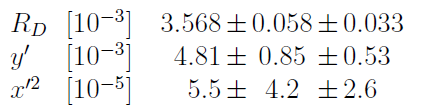 R_D [10⁻³] 3.568 ± 0.058 ± 0.033
y′ [10⁻³] 4.81 ± 0.85 ± 0.53
x′² [10⁻⁵] 5.5 ± 4.2 ± 2.6